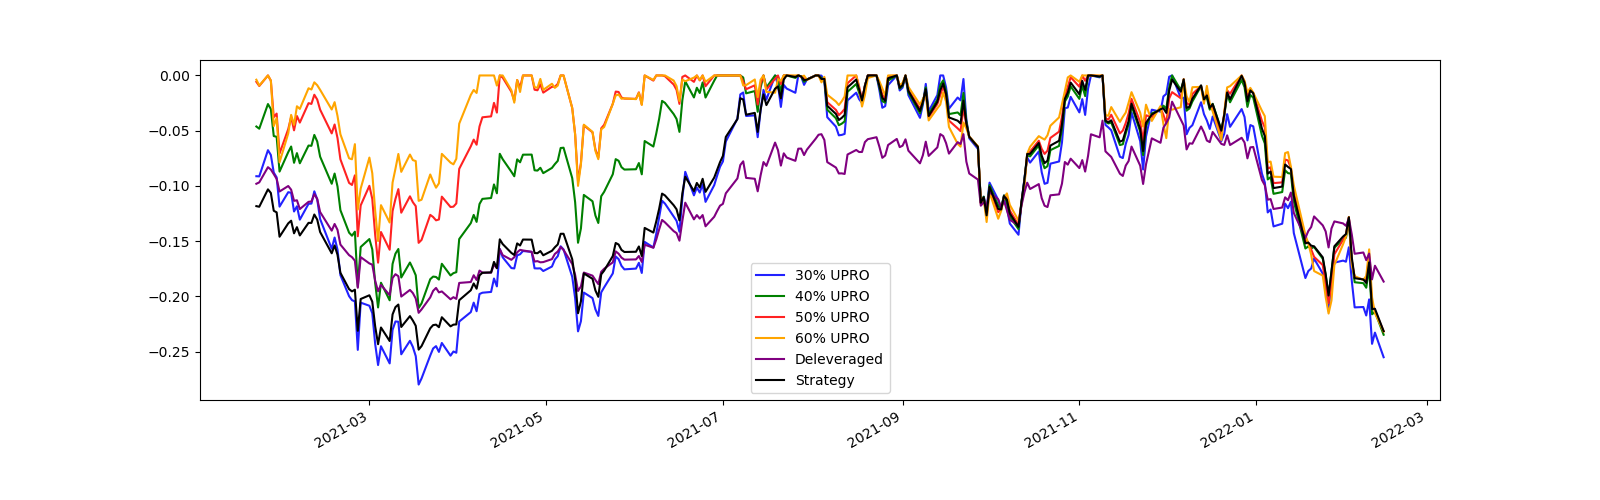 0.00
−0.05
−0.10
−0.15
−0.20
−0.25
30% UPRO
40% UPRO
50% UPRO
60% UPRO
Deleveraged
Strategy
2021-03
2021-05
2021-07
2021-09
2021-11
2022-01
2022-03